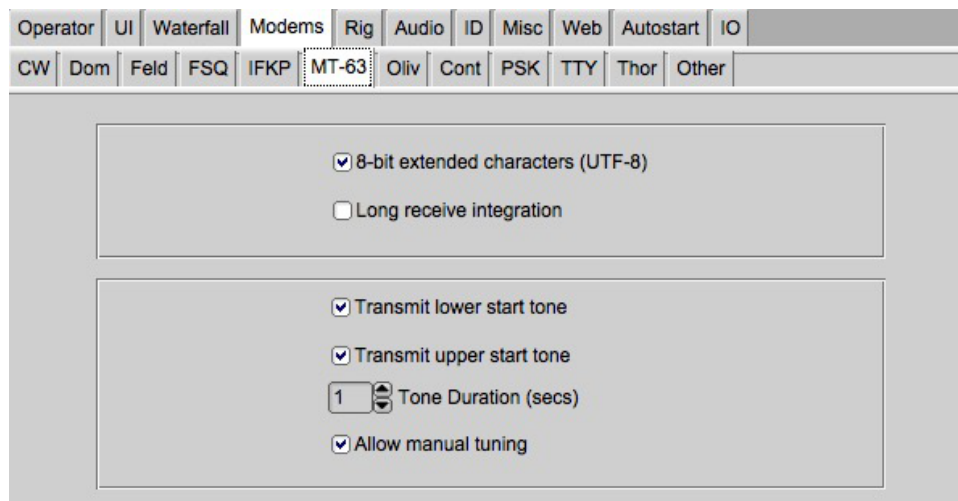 Operator UI Waterfall Modems Rig Audio ID Misc Web Autostart IO
CW Dom Feld FSQ IFKP MT-63 Oliv Cont PSK TTY Thor Other
8-bit extended characters (UTF-8)
Long receive integration
Transmit lower start tone
Transmit upper start tone
1 Tone Duration (secs)
Allow manual tuning